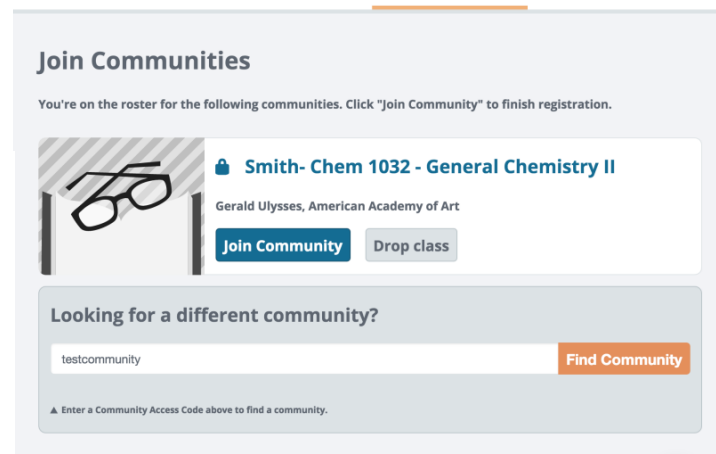 Join Communities
You're on the roster for the following communities. Click "Join Community" to finish registration.
Smith- Chem 1032 - General Chemistry II
Gerald Ulysses, American Academy of Art
Join Community Drop class
Looking for a different community?
testcommunity Find Community
▲ Enter a Community Access Code above to find a community.